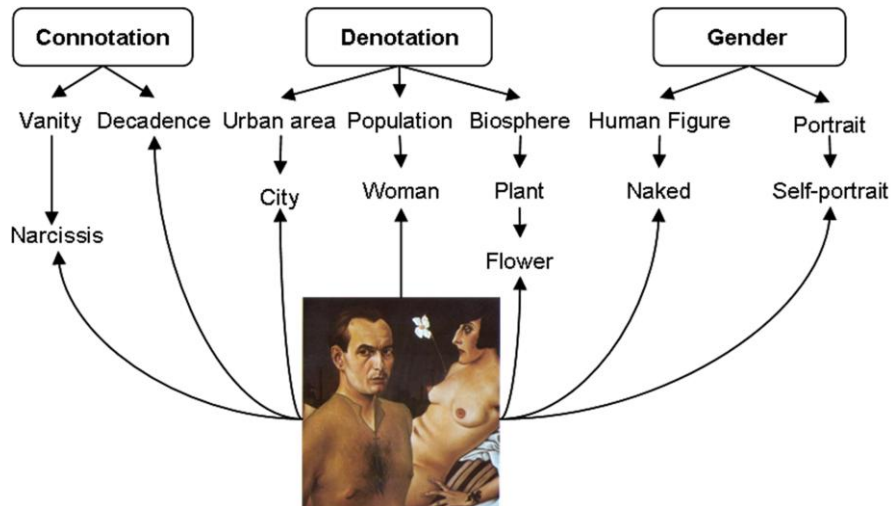 Connotation Denotation Gender
Vanity Decadence Urban area Population Biosphere Human Figure Portrait
City Woman Plant Naked Self-portrait
Narcissis
Flower